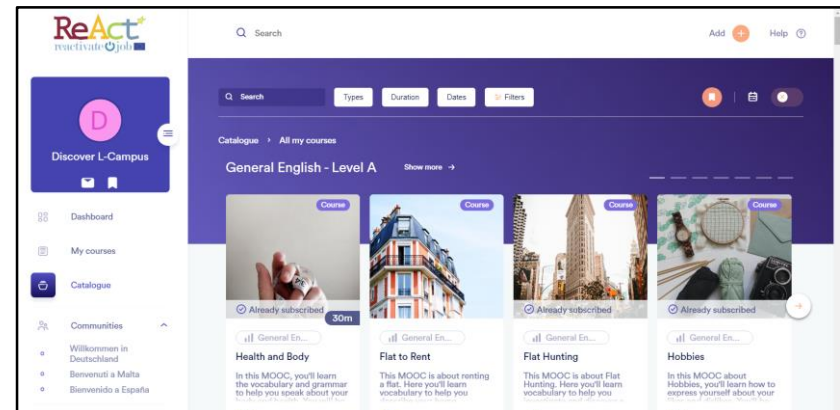 ReAct
reactivate job
Search
Add +
Help
D
Discover L-Campus
Dashboard
My courses
Catalogue
Communities
Willkommen in
Deutschland
Benvenuti a Malta
Bienvenido a España
Search
Types
Duration
Dates
Filters
Catalogue > All my courses
General English - Level A
Show more →
Course
Already subscribed
30m
General En...
Health and Body
In this MOOC, you'll learn
the vocabulary and grammar
to help you speak about your
Course
General En...
Flat to Rent
This MOOC is about renting
a flat. Here you'll learn
vocabulary to help you
Course
Already subscribed
General En...
Flat Hunting
This MOOC is about Flat
Hunting. Here you'll learn
vocabulary to help you
Course
Already subscribed
General En...
Hobbies
In this MOOC about
Hobbies, you'll learn how to
express yourself about your